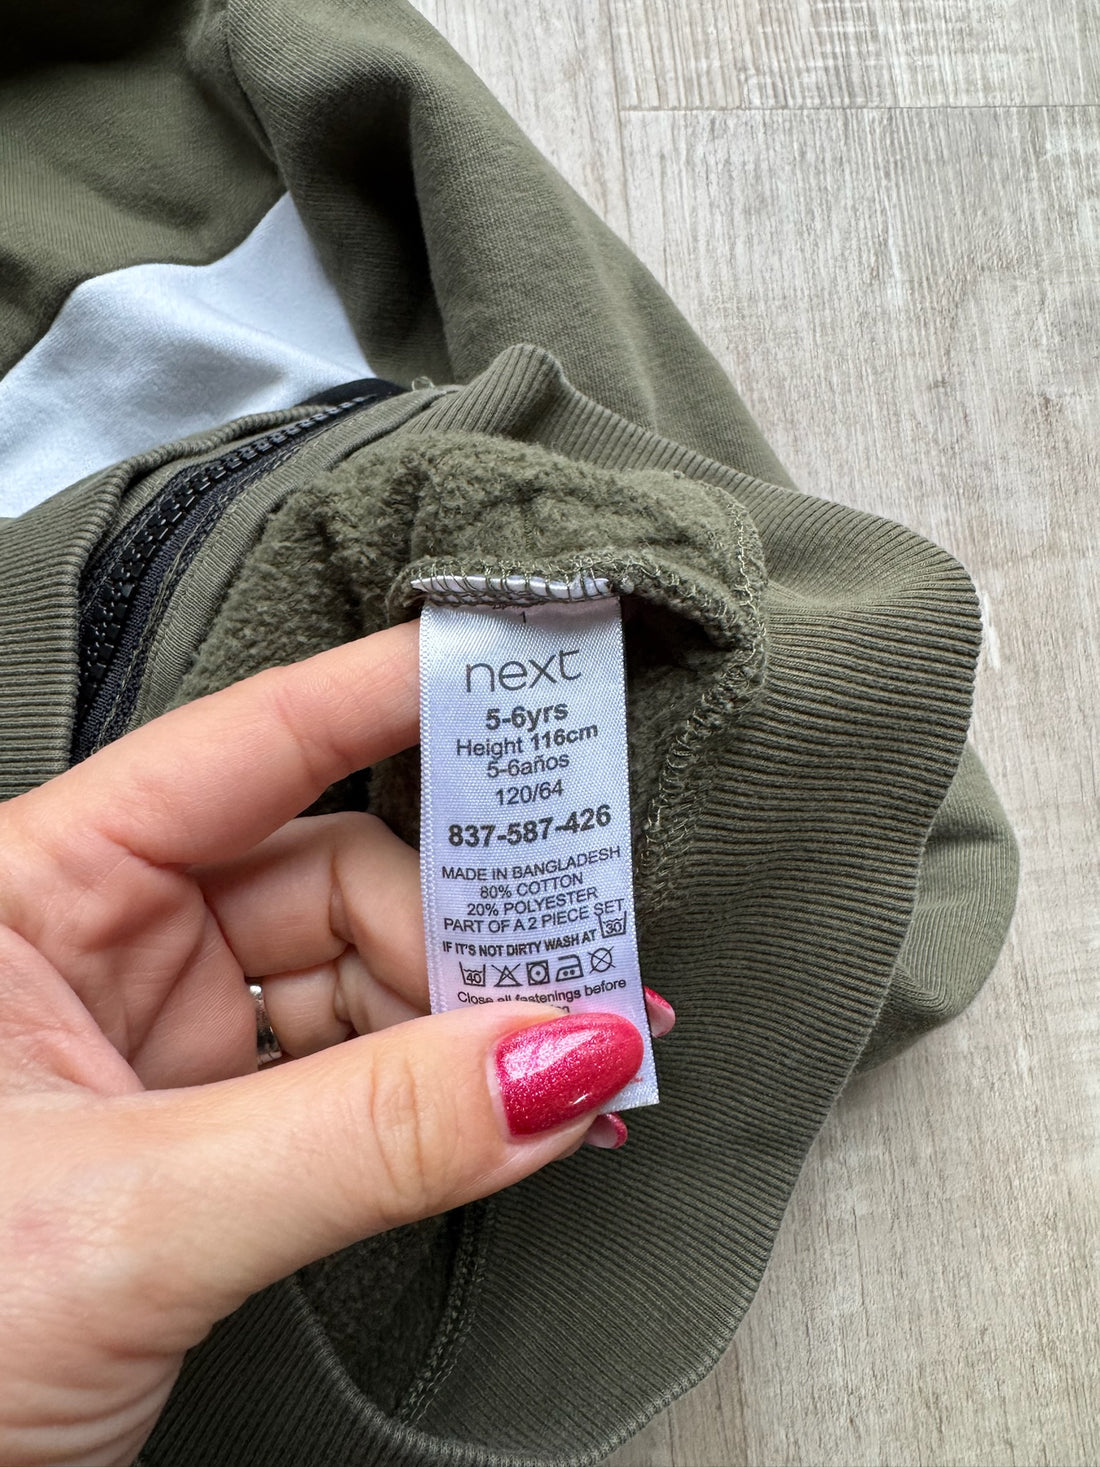 next
5-6yrs
Height 116cm
5-6años
120/64
837-587-426
MADE IN BANGLADESH
80% COTTON
20% POLYESTER
PART OF A 2 PIECE SET
IF IT'S NOT DIRTY WASH AT 30
40
Close all fastenings before